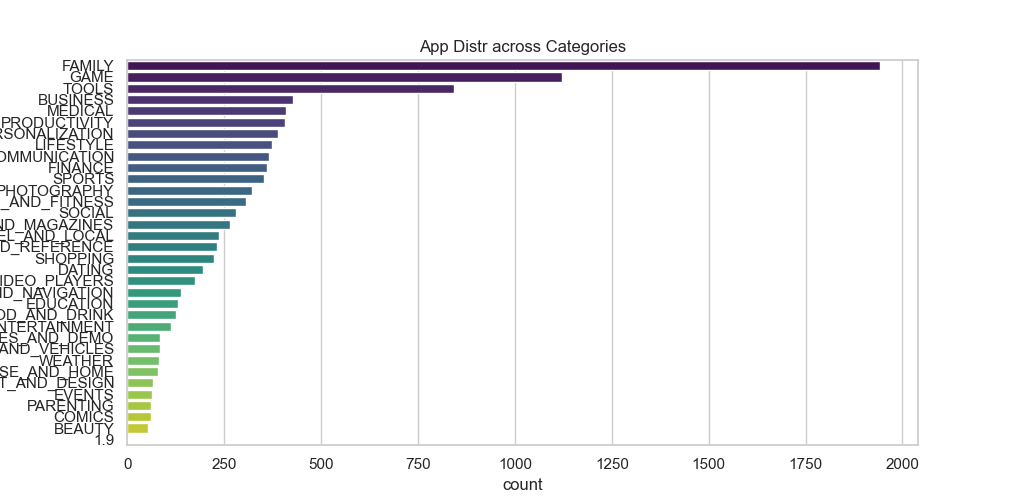 App Distr across Categories
FAMILY
GAME
TOOLS
BUSINESS
MEDICAL
PRODUCTIVITY
RSONALIZATION
LIFESTYLE
OMMUNICATION
FINANCE
SPORTS
PHOTOGRAPHY
_AND_FITNESS
SOCIAL
ND_MAGAZINES
EL_AND_LOCAL
D_REFERENCE
SHOPPING
DATING
IDEO_PLAYERS
ND_NAVIGATION
EDUCATION
OD_AND_DRINK
NTERTAINMENT
ES_AND_DEMO
AND_VEHICLES
WEATHER
SE_AND_HOME
T_AND_DESIGN
EVENTS
PARENTING
COMICS
BEAUTY
1.9
0 250 500 750 1000 1250 1500 1750 2000
count